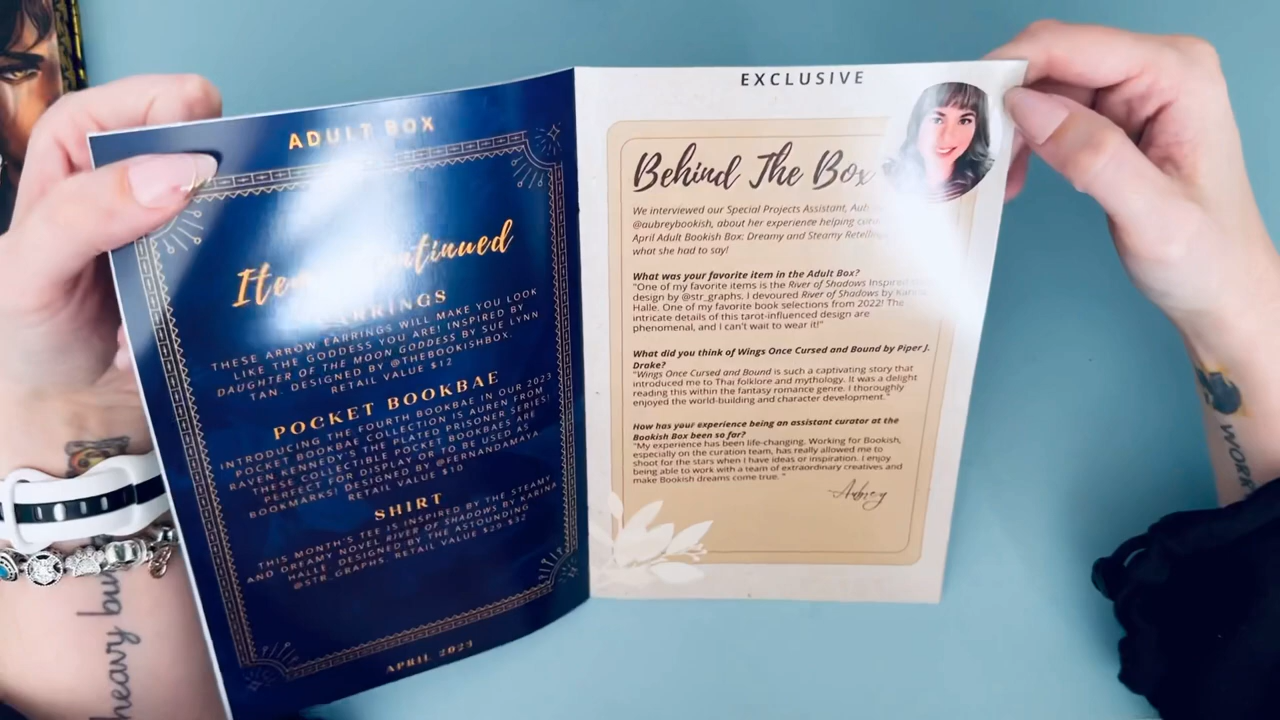 ADULT BOX
Items Continued
EARRINGS
THESE ARROW EARRINGS WILL MAKE YOU LOOK
LIKE THE GODDESS YOU ARE! INSPIRED BY
DAUGHTER OF THE MOON GODDESS BY SUE LYNN
TAN. DESIGNED BY @THEBOOKISHBOX.
RETAIL VALUE $12
POCKET BOOKBAE
INTRODUCING THE FOURTH BOOKBAE IN OUR 2023
POCKET BOOKBAE COLLECTION IS AUREN FROM
RAVEN KENNEDY'S THE PLATED PRISONER SERIES!
THESE COLLECTIBLE POCKET BOOKBAES ARE
PERFECT FOR DISPLAY OR TO BE USED AS
BOOKMARKS! DESIGNED BY @FERNANDAMAYA
RETAIL VALUE $10
SHIRT
THIS MONTH'S TEE IS INSPIRED BY THE STEAMY
AND DREAMY NOVEL RIVER OF SHADOWS BY KARINA
HALLE. DESIGNED BY THE ASTOUNDING
@STR_GRAPHS. RETAIL VALUE $29-$32
APRIL 2023
EXCLUSIVE
Behind The Box
We interviewed our Special Projects Assistant,
@aubreybookish, about her experience helping
April Adult Bookish Box: Dreamy and Steamy
what she had to say!
What was your favorite item in the Adult Box?
"One of my favorite items is the River of Shadows Inspired
design by @str_graphs. I devoured River of Shadows by Karina
Halle. One of my favorite book selections from 2022! The
intricate details of this tarot-influenced design are
phenomenal, and I can't wait to wear it!"
What did you think of Wings Once Cursed and Bound by Piper J.
Drake?
"Wings Once Cursed and Bound is such a captivating story that
introduced me to Thai folklore and mythology. It was a delight
reading this within the fantasy romance genre. I thoroughly
enjoyed the world-building and character development."
How has your experience being an assistant curator at the
Bookish Box been so far?
"My experience has been life-changing. Working for Bookish,
especially on the curation team, has really allowed me to
shoot for the stars when I have ideas or inspiration. I enjoy
being able to work with a team of extraordinary creatives and
make Bookish dreams come true. "
Aubrey
heavy
work